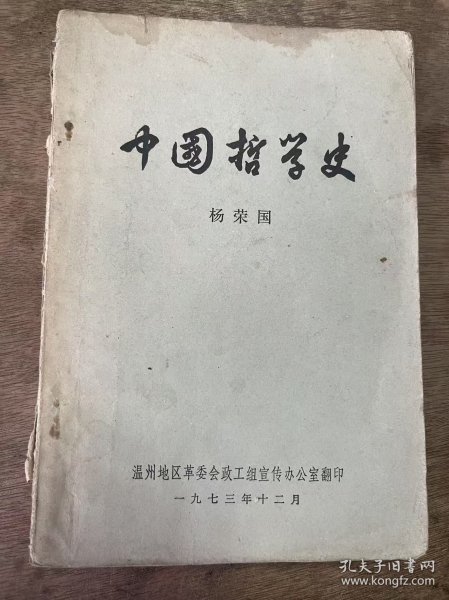 中国哲学史
杨荣国
温州地区革委会政工组宣传办公室翻印
一九七三年十二月
孔夫子旧书网
www.kongfz.com